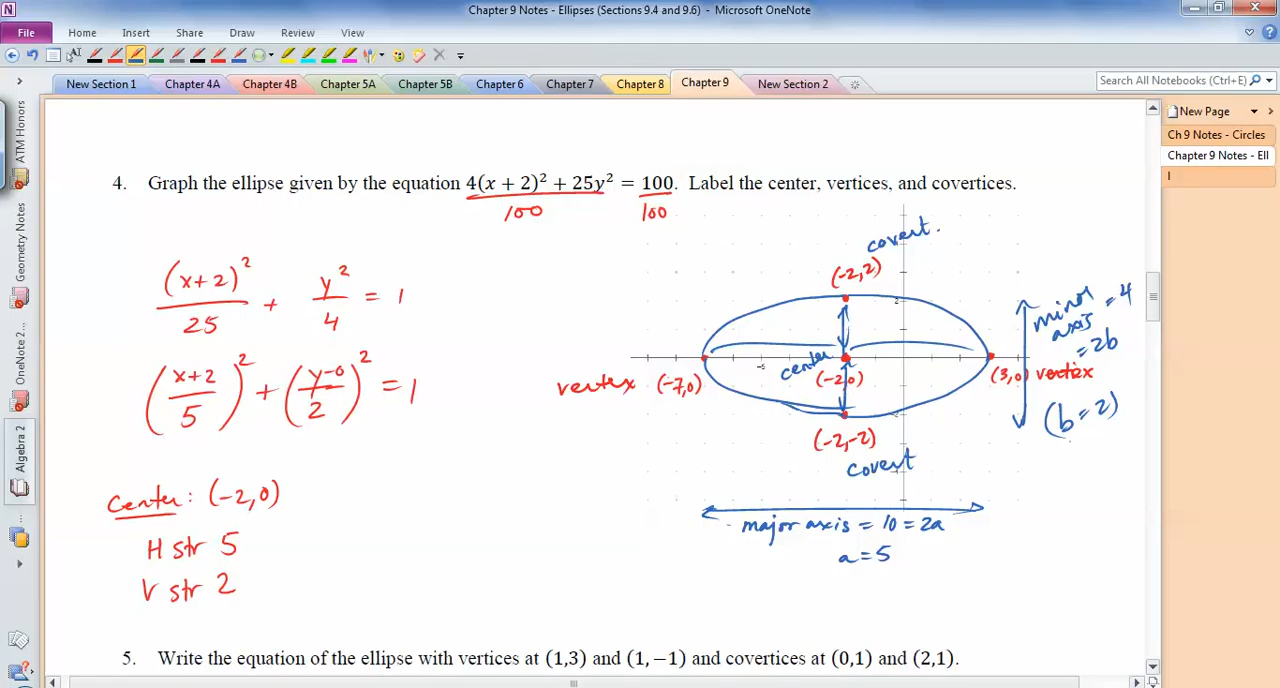 Chapter 9 Notes - Ellipses (Sections 9.4 and 9.6) - Microsoft OneNote
File Home Insert Share Draw Review View
New Section 1 Chapter 4A Chapter 4B Chapter 5A Chapter 5B Chapter 6 Chapter 7 Chapter 8 Chapter 9 New Section 2
Search All Notebooks (Ctrl+E)
New Page
Ch 9 Notes - Circles
Chapter 9 Notes - Ell
I
ATM Honors
Geometry Notes
OneNote 2...
Algebra 2
4. Graph the ellipse given by the equation 4(x + 2)² + 25y² = 100. Label the center, vertices, and covertices.
100 100
(x+2)²/25 + y²/4 = 1
((x+2)/5)² + ((y-0)/2)² = 1
Center: (-2,0)
H str 5
V str 2
covert.
(-2,2)
2
center
(-2,0)
-5
vertex (-7,0)
(3,0) vertex
(-2,-2)
covert
minor axis = 4
= 2b
(b = 2)
major axis = 10 = 2a
a = 5
5. Write the equation of the ellipse with vertices at (1,3) and (1, −1) and covertices at (0,1) and (2,1).